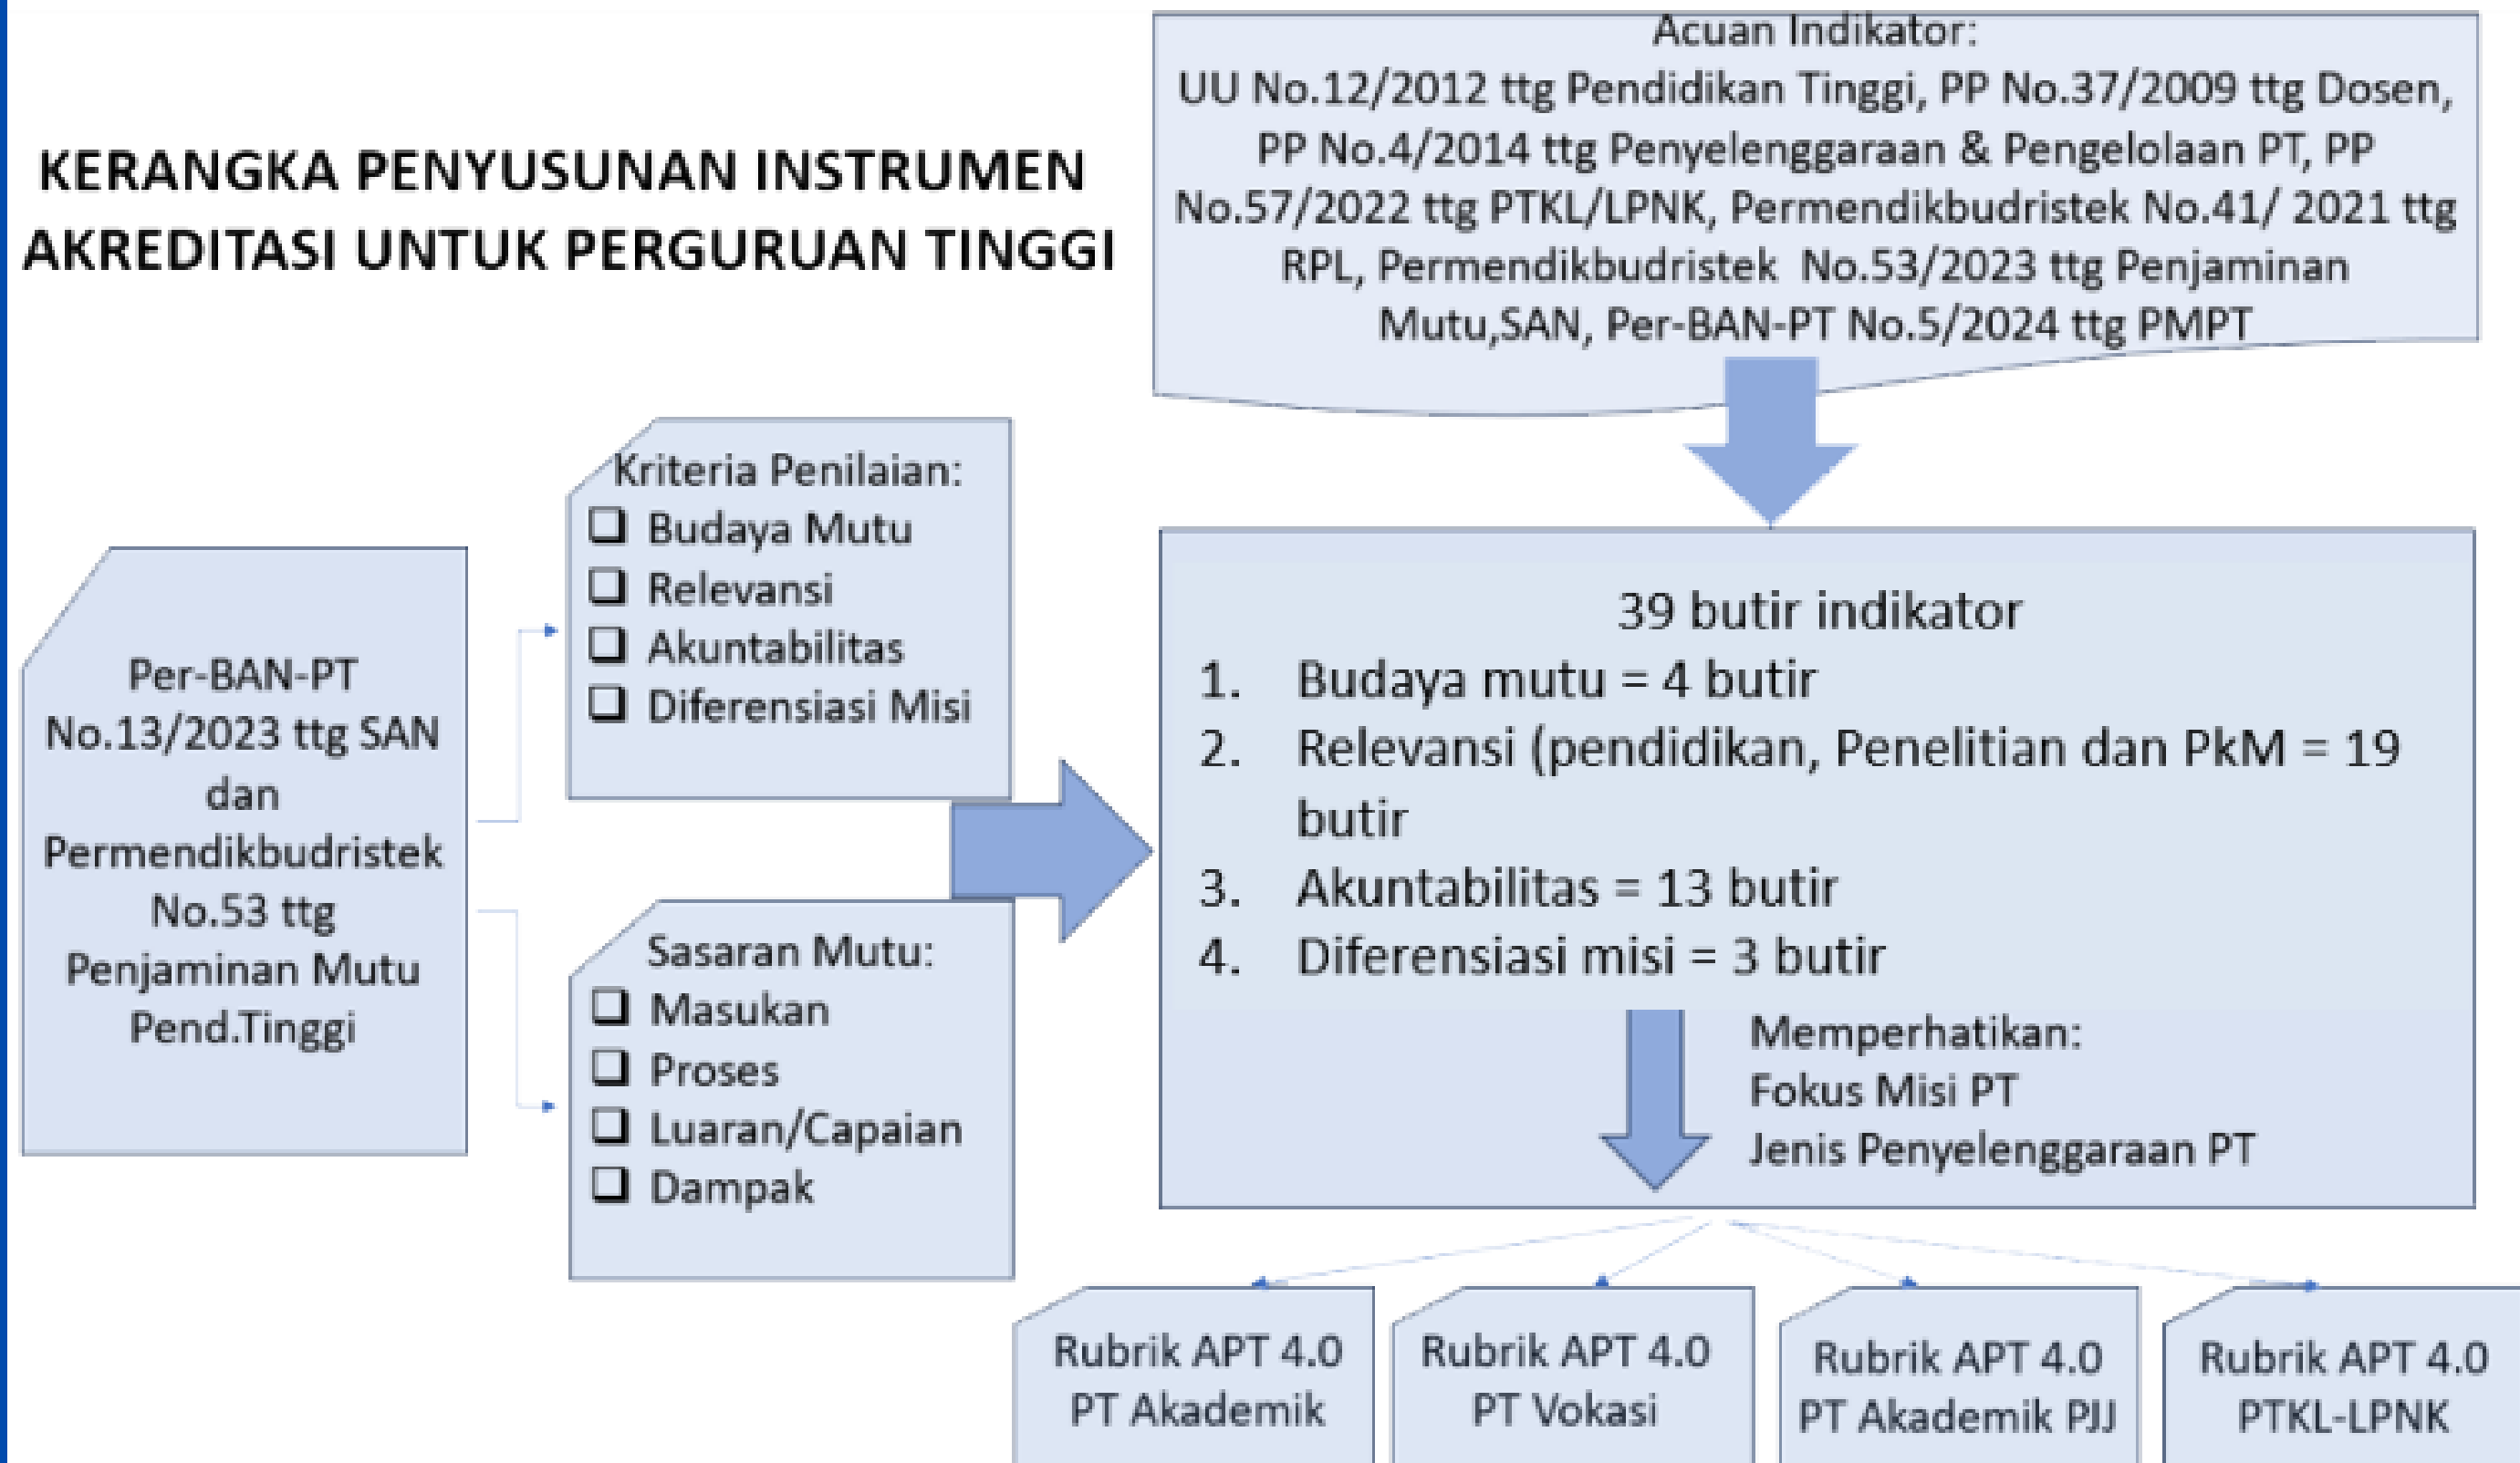 KERANGKA PENYUSUNAN INSTRUMEN
AKREDITASI UNTUK PERGURUAN TINGGI
Acuan Indikator:
UU No.12/2012 ttg Pendidikan Tinggi, PP No.37/2009 ttg Dosen,
PP No.4/2014 ttg Penyelenggaraan & Pengelolaan PT, PP
No.57/2022 ttg PTKL/LPNK, Permendikbudristek No.41/ 2021 ttg
RPL, Permendikbudristek No.53/2023 ttg Penjaminan
Mutu,SAN, Per-BAN-PT No.5/2024 ttg PMPT
Per-BAN-PT
No.13/2023 ttg SAN
dan
Permendikbudristek
No.53 ttg
Penjaminan Mutu
Pend.Tinggi
Kriteria Penilaian:
Budaya Mutu
Relevansi
Akuntabilitas
Diferensiasi Misi
Sasaran Mutu:
Masukan
Proses
Luaran/Capaian
Dampak
39 butir indikator
1. Budaya mutu = 4 butir
2. Relevansi (pendidikan, Penelitian dan PkM = 19
butir
3. Akuntabilitas = 13 butir
4. Diferensiasi misi = 3 butir
Memperhatikan:
Fokus Misi PT
Jenis Penyelenggaraan PT
Rubrik APT 4.0
PT Akademik
Rubrik APT 4.0
PT Vokasi
Rubrik APT 4.0
PT Akademik PJJ
Rubrik APT 4.0
PTKL-LPNK